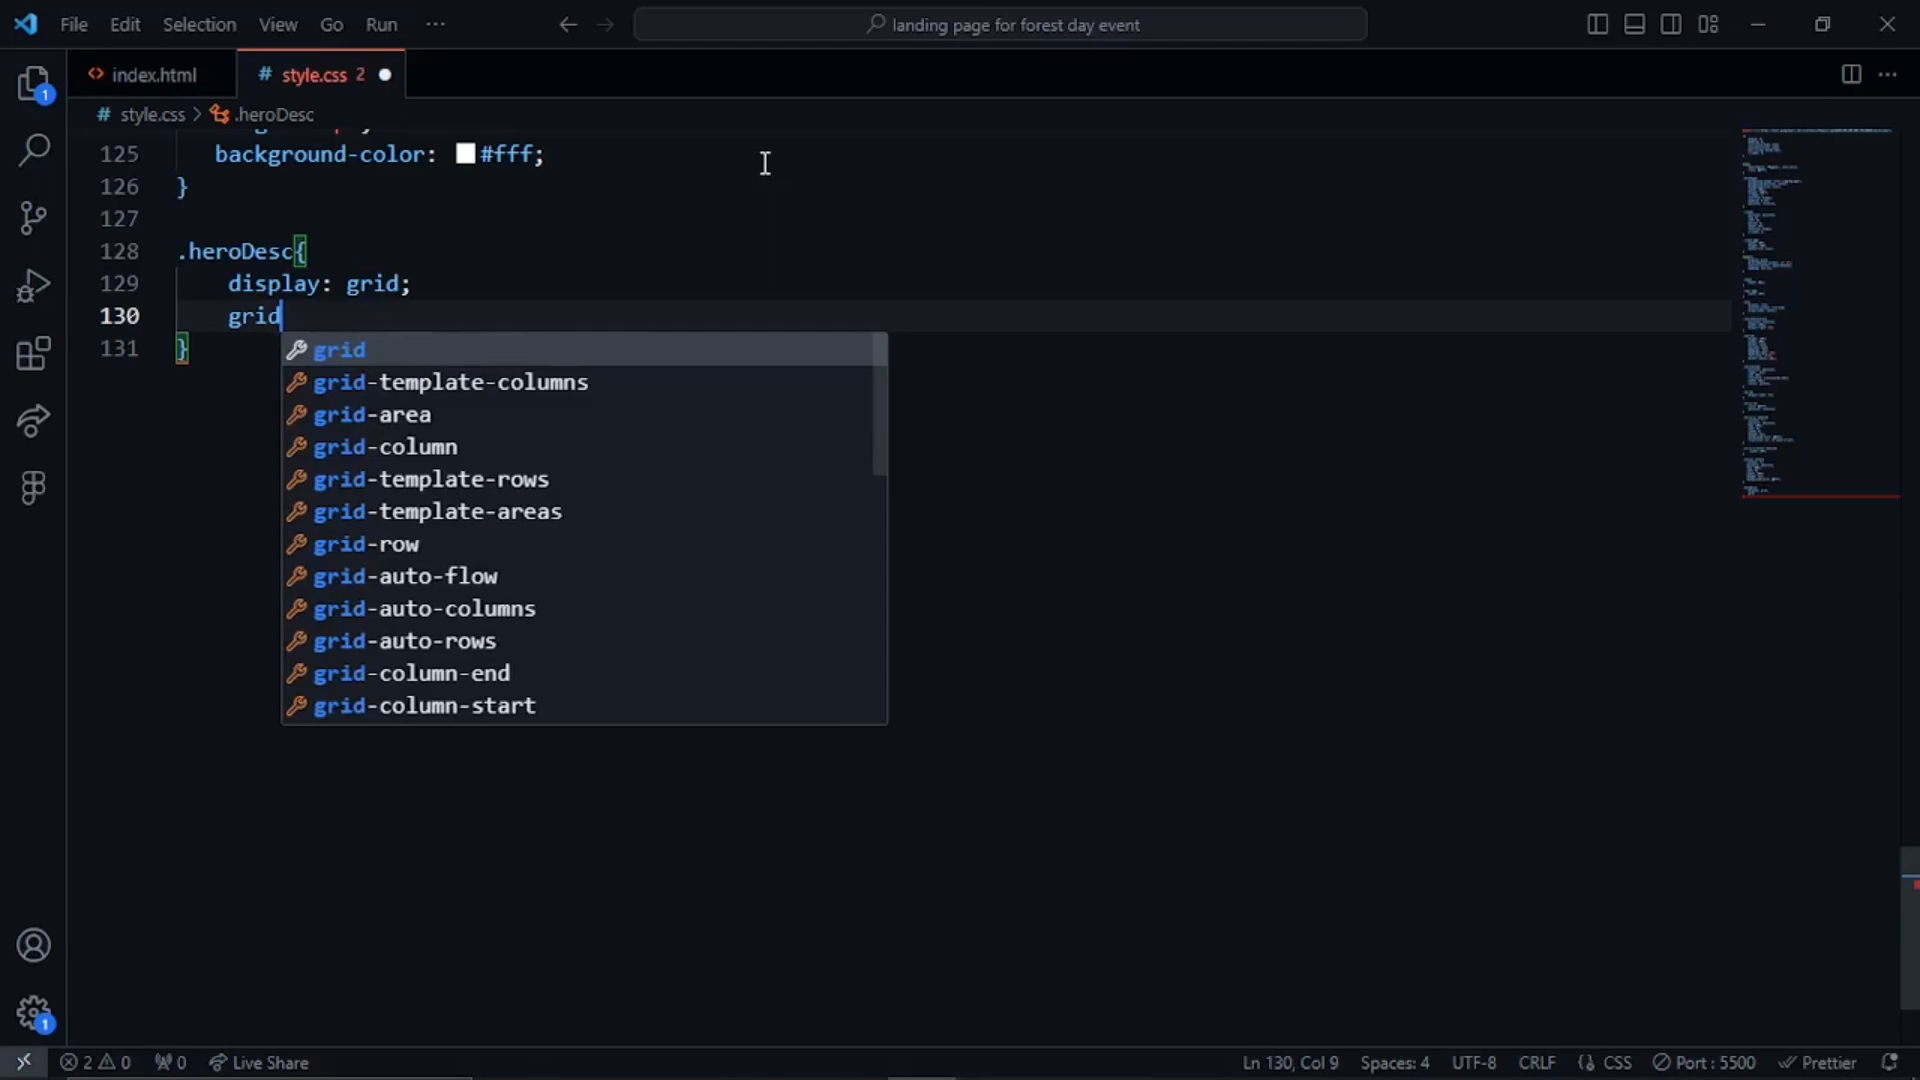 File Edit Selection View Go Run ··· landing page for forest day event
index.html # style.css 2
# style.css > .heroDesc
125 background-color: #fff;
126 }
127
128 .heroDesc{
129 display: grid;
130 grid
131 }
grid
grid-template-columns
grid-area
grid-column
grid-template-rows
grid-template-areas
grid-row
grid-auto-flow
grid-auto-columns
grid-auto-rows
grid-column-end
grid-column-start
1
1
2 0 0 Live Share Ln 130, Col 9 Spaces: 4 UTF-8 CRLF {} CSS Port : 5500 Prettier